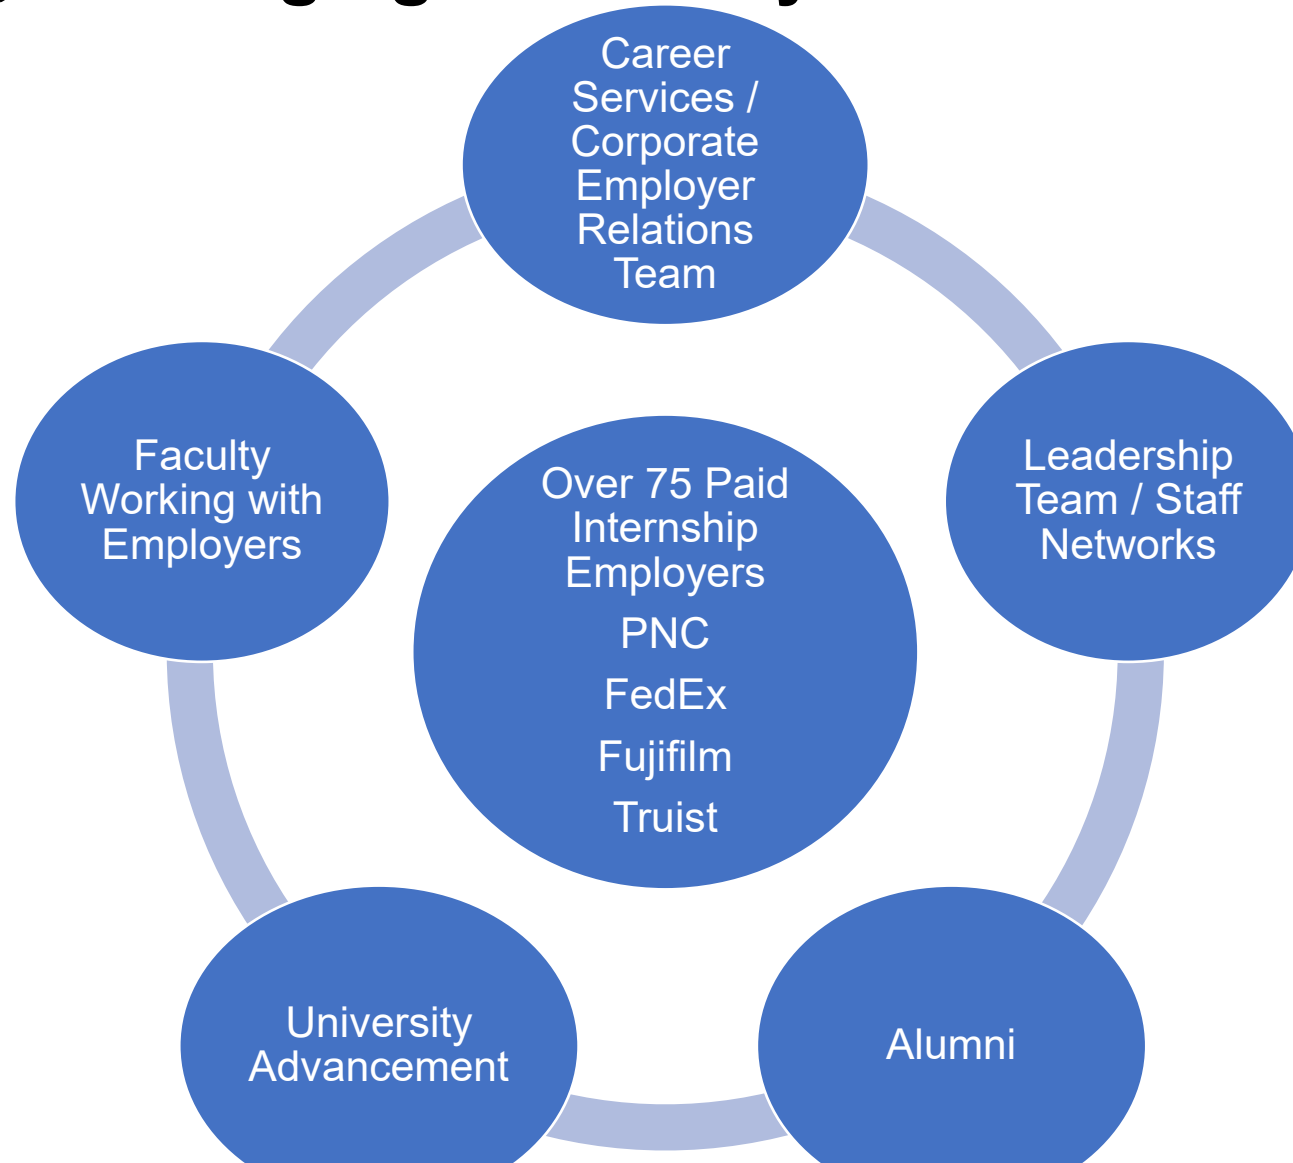 Career
Services /
Corporate
Employer
Relations
Team
Faculty
Working with
Employers
Over 75 Paid
Internship
Employers
PNC
FedEx
Fujifilm
Truist
Leadership
Team / Staff
Networks
University
Advancement
Alumni